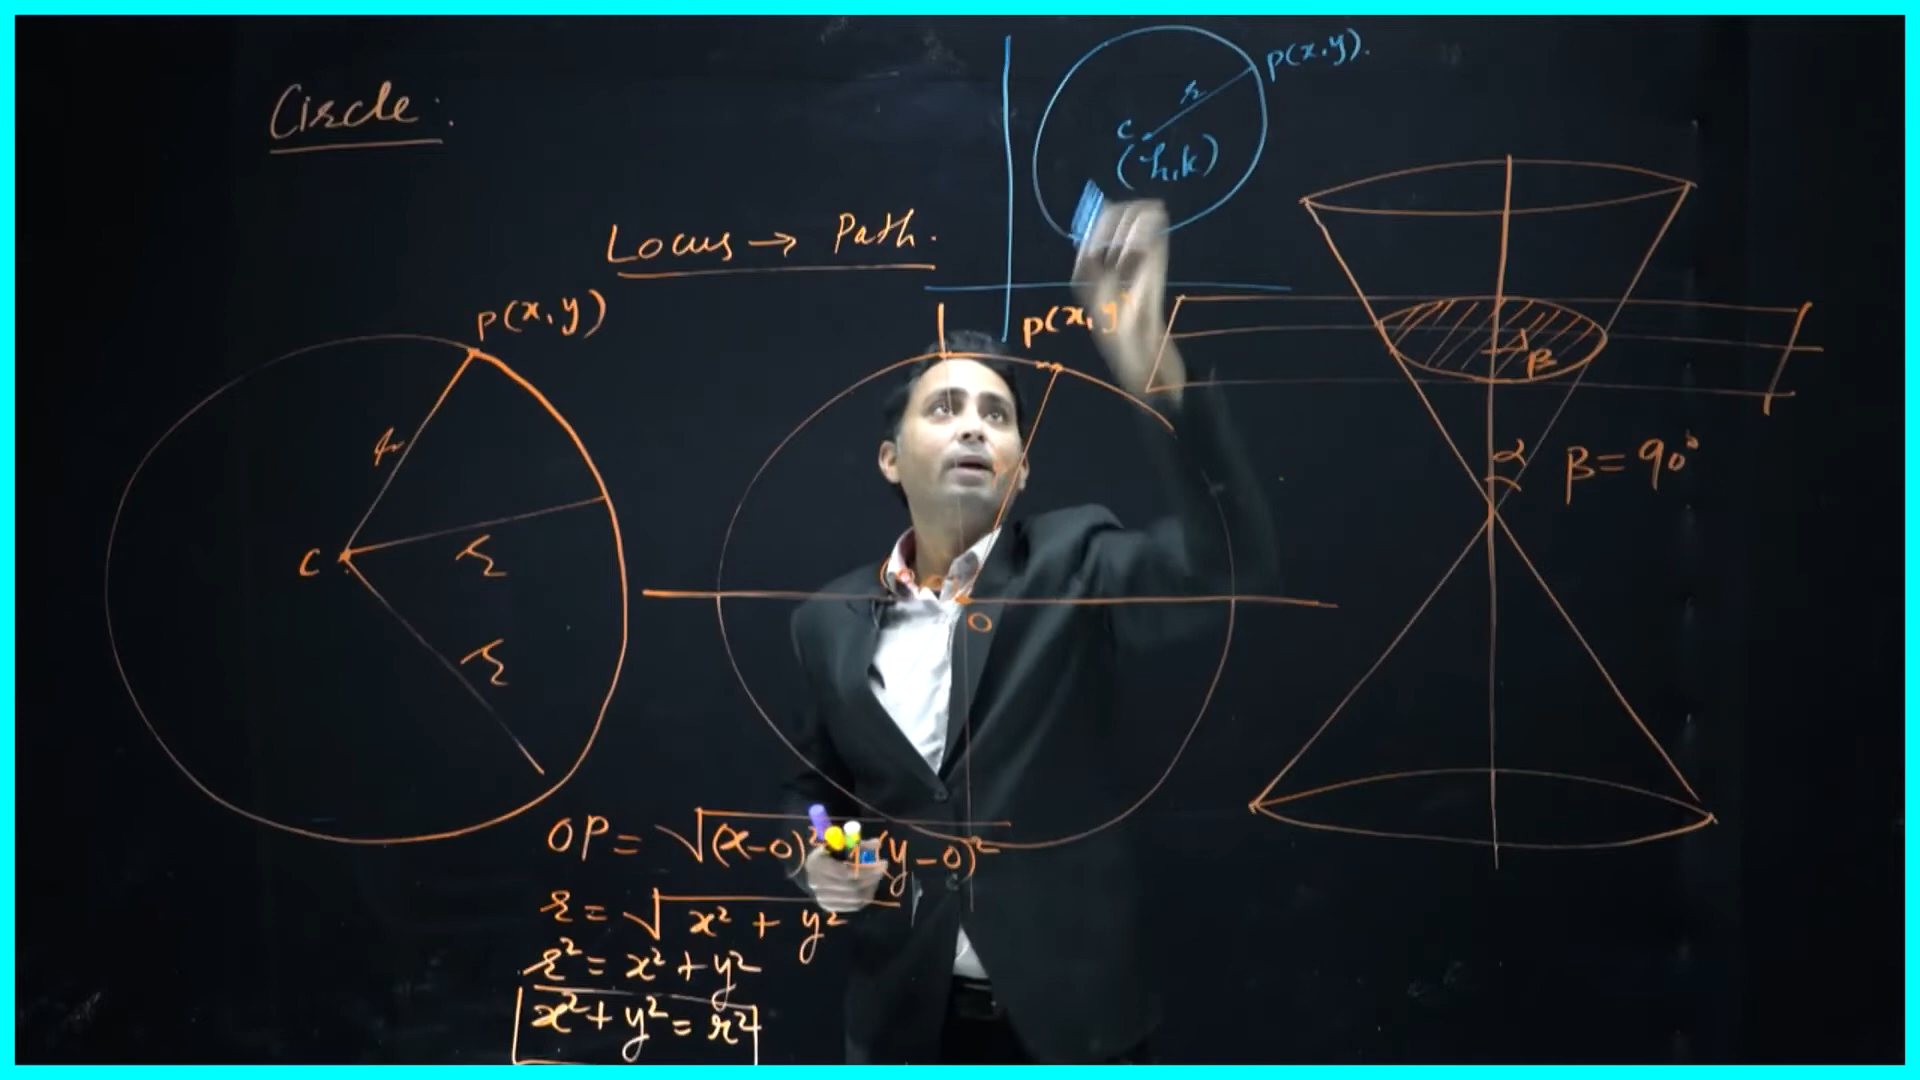 Circle:
P(x,y).
r
C
(h,k)
Locus → Path.
P(x,y)
r
C
r
r
P(x,y)
O
β
α
β = 90°
OP = √(x-0)² + (y-0)²
r = √x² + y²
r² = x² + y²
x² + y² = r²